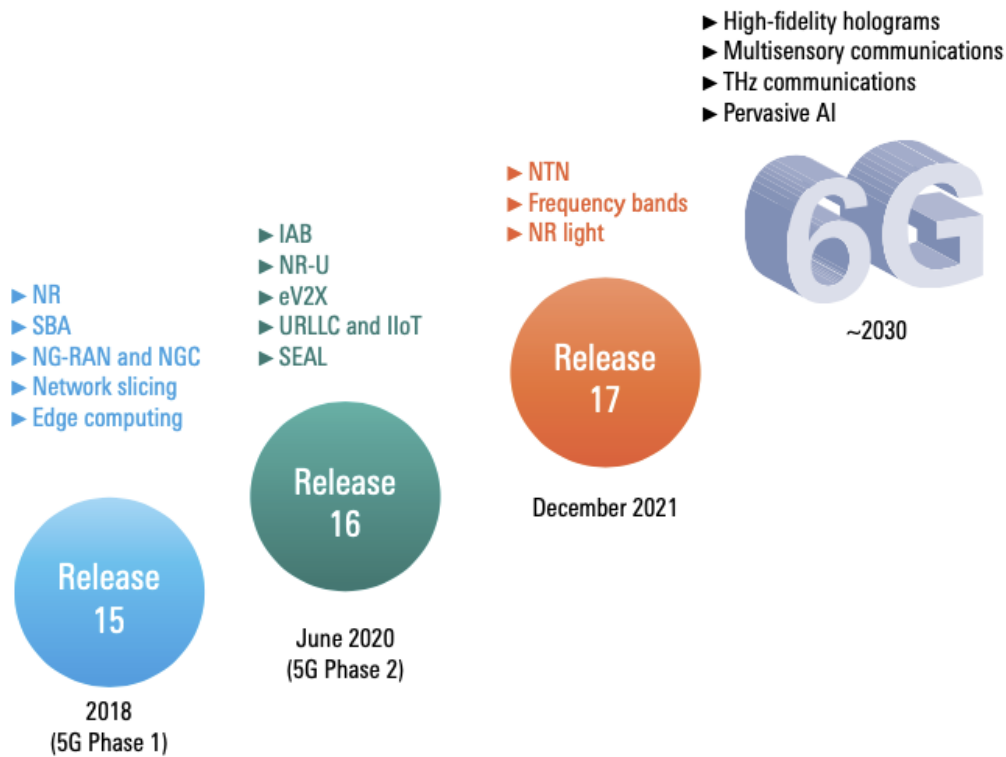 ► NR
► SBA
► NG-RAN and NGC
► Network slicing
► Edge computing
Release
15
2018
(5G Phase 1)
► IAB
► NR-U
► eV2X
► URLLC and IIoT
► SEAL
Release
16
June 2020
(5G Phase 2)
► NTN
► Frequency bands
► NR light
Release
17
December 2021
► High-fidelity holograms
► Multisensory communications
► THz communications
► Pervasive AI
6G
~2030